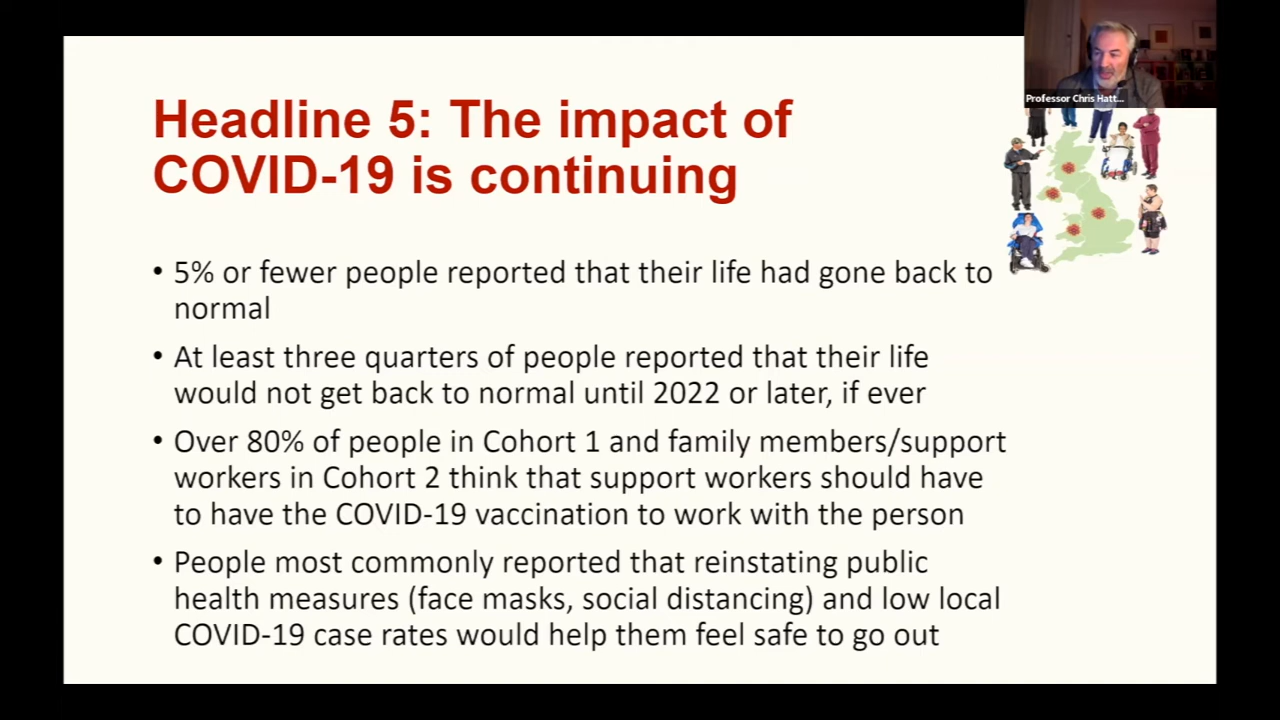 Professor Chris Hatt...
Headline 5: The impact of
COVID-19 is continuing
• 5% or fewer people reported that their life had gone back to
normal
• At least three quarters of people reported that their life
would not get back to normal until 2022 or later, if ever
• Over 80% of people in Cohort 1 and family members/support
workers in Cohort 2 think that support workers should have
to have the COVID-19 vaccination to work with the person
• People most commonly reported that reinstating public
health measures (face masks, social distancing) and low local
COVID-19 case rates would help them feel safe to go out